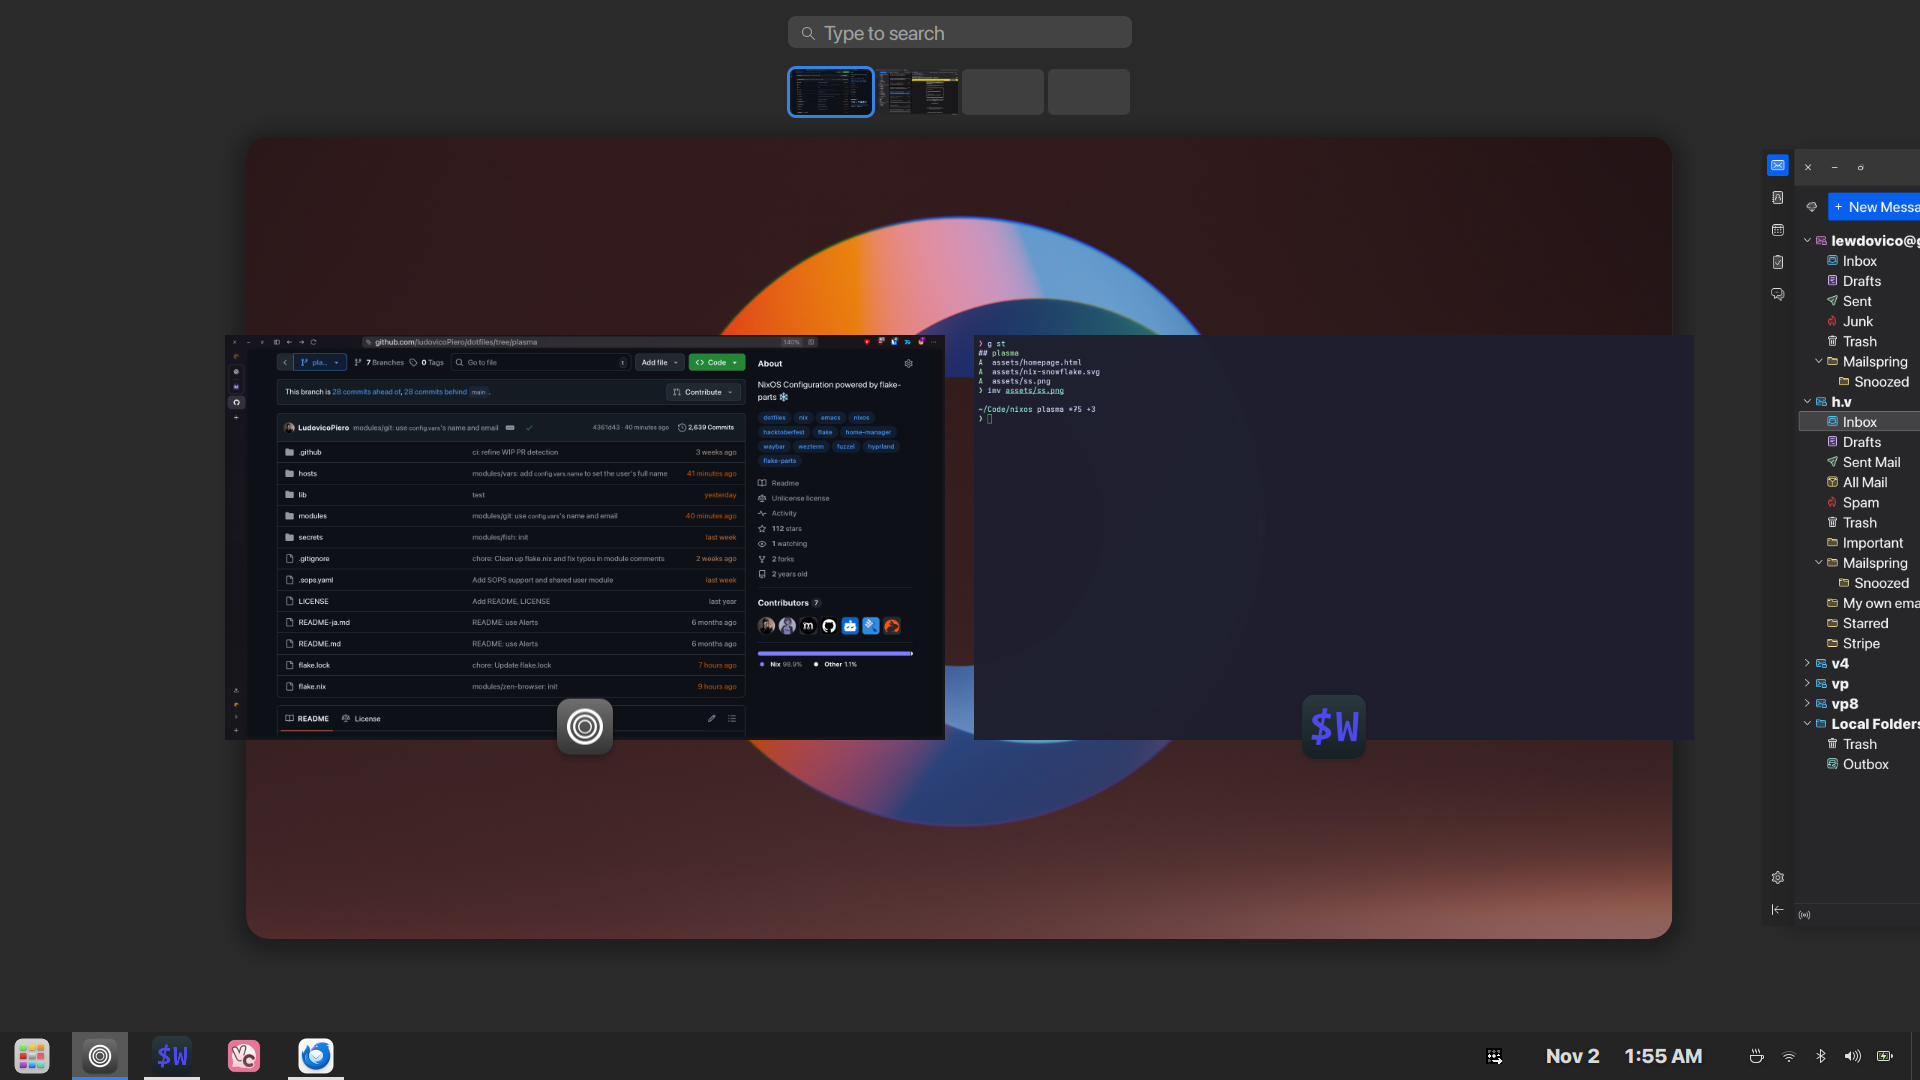 Type to search
github.com/ludovicoPiero/dotfiles/tree/plasma
140%
pla...
7 Branches
0 Tags
Go to file
t
Add file
Code
This branch is 28 commits ahead of, 28 commits behind main .
Contribute
LudovicoPiero modules/git: use config.vars's name and email
4361d43 · 40 minutes ago
2,639 Commits
.github ci: refine WIP PR detection 3 weeks ago
hosts modules/vars: add config.vars.name to set the user's full name 41 minutes ago
lib test yesterday
modules modules/git: use config.vars's name and email 40 minutes ago
secrets modules/fish: init last week
.gitignore chore: Clean up flake.nix and fix typos in module comments 2 weeks ago
.sops.yaml Add SOPS support and shared user module last week
LICENSE Add README, LICENSE last year
README-ja.md README: use Alerts 6 months ago
README.md README: use Alerts 6 months ago
flake.lock chore: Update flake.lock 7 hours ago
flake.nix modules/zen-browser: init 9 hours ago
README
License
About
NixOS Configuration powered by flake-
parts
dotfiles nix emacs nixos
hacktoberfest flake home-manager
waybar wezterm fuzzel hyprland
flake-parts
Readme
Unlicense license
Activity
112 stars
1 watching
2 forks
2 years old
Contributors 7
Nix 98.9%
Other 1.1%
❯ g st
## plasma
A  assets/homepage.html
A  assets/nix-snowflake.svg
A  assets/ss.png
❯ imv assets/ss.png
~/Code/nixos plasma *75 +3
❯
$W
+ New Messa
lewdovico@g
Inbox
Drafts
Sent
Junk
Trash
Mailspring
Snoozed
h.v
Inbox
Drafts
Sent Mail
All Mail
Spam
Trash
Important
Mailspring
Snoozed
My own ema
Starred
Stripe
v4
vp
vp8
Local Folders
Trash
Outbox
$W
VC
Nov 2
1:55 AM